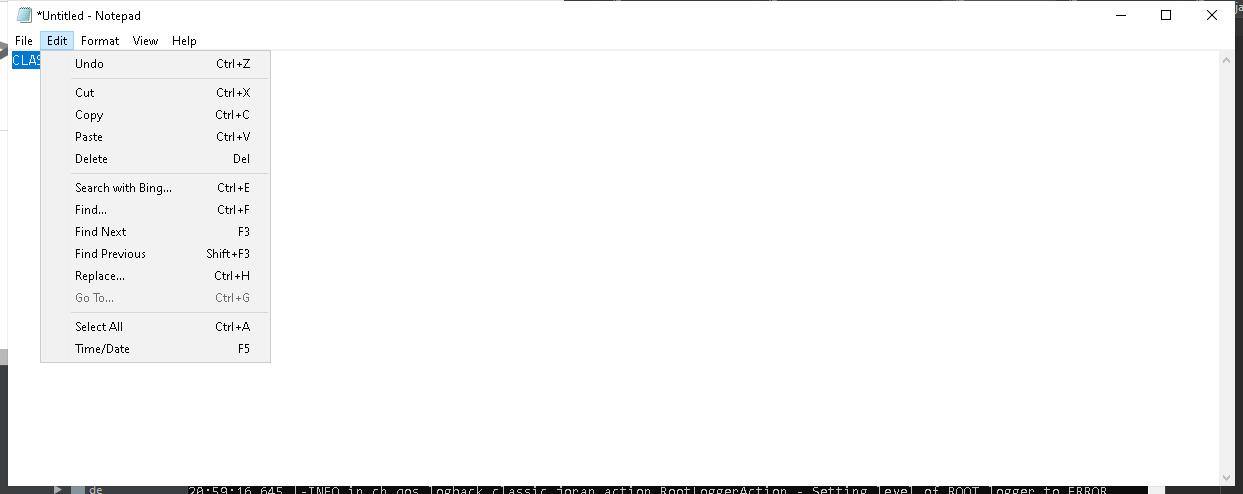 *Untitled - Notepad
File Edit Format View Help
CLAS
Undo Ctrl+Z
Cut Ctrl+X
Copy Ctrl+C
Paste Ctrl+V
Delete Del
Search with Bing... Ctrl+E
Find... Ctrl+F
Find Next F3
Find Previous Shift+F3
Replace... Ctrl+H
Go To... Ctrl+G
Select All Ctrl+A
Time/Date F5
de 20:59:16,645 |-INFO in ch.qos.logback.classic.joran.action.RootLoggerAction - Setting level of ROOT logger to ERROR